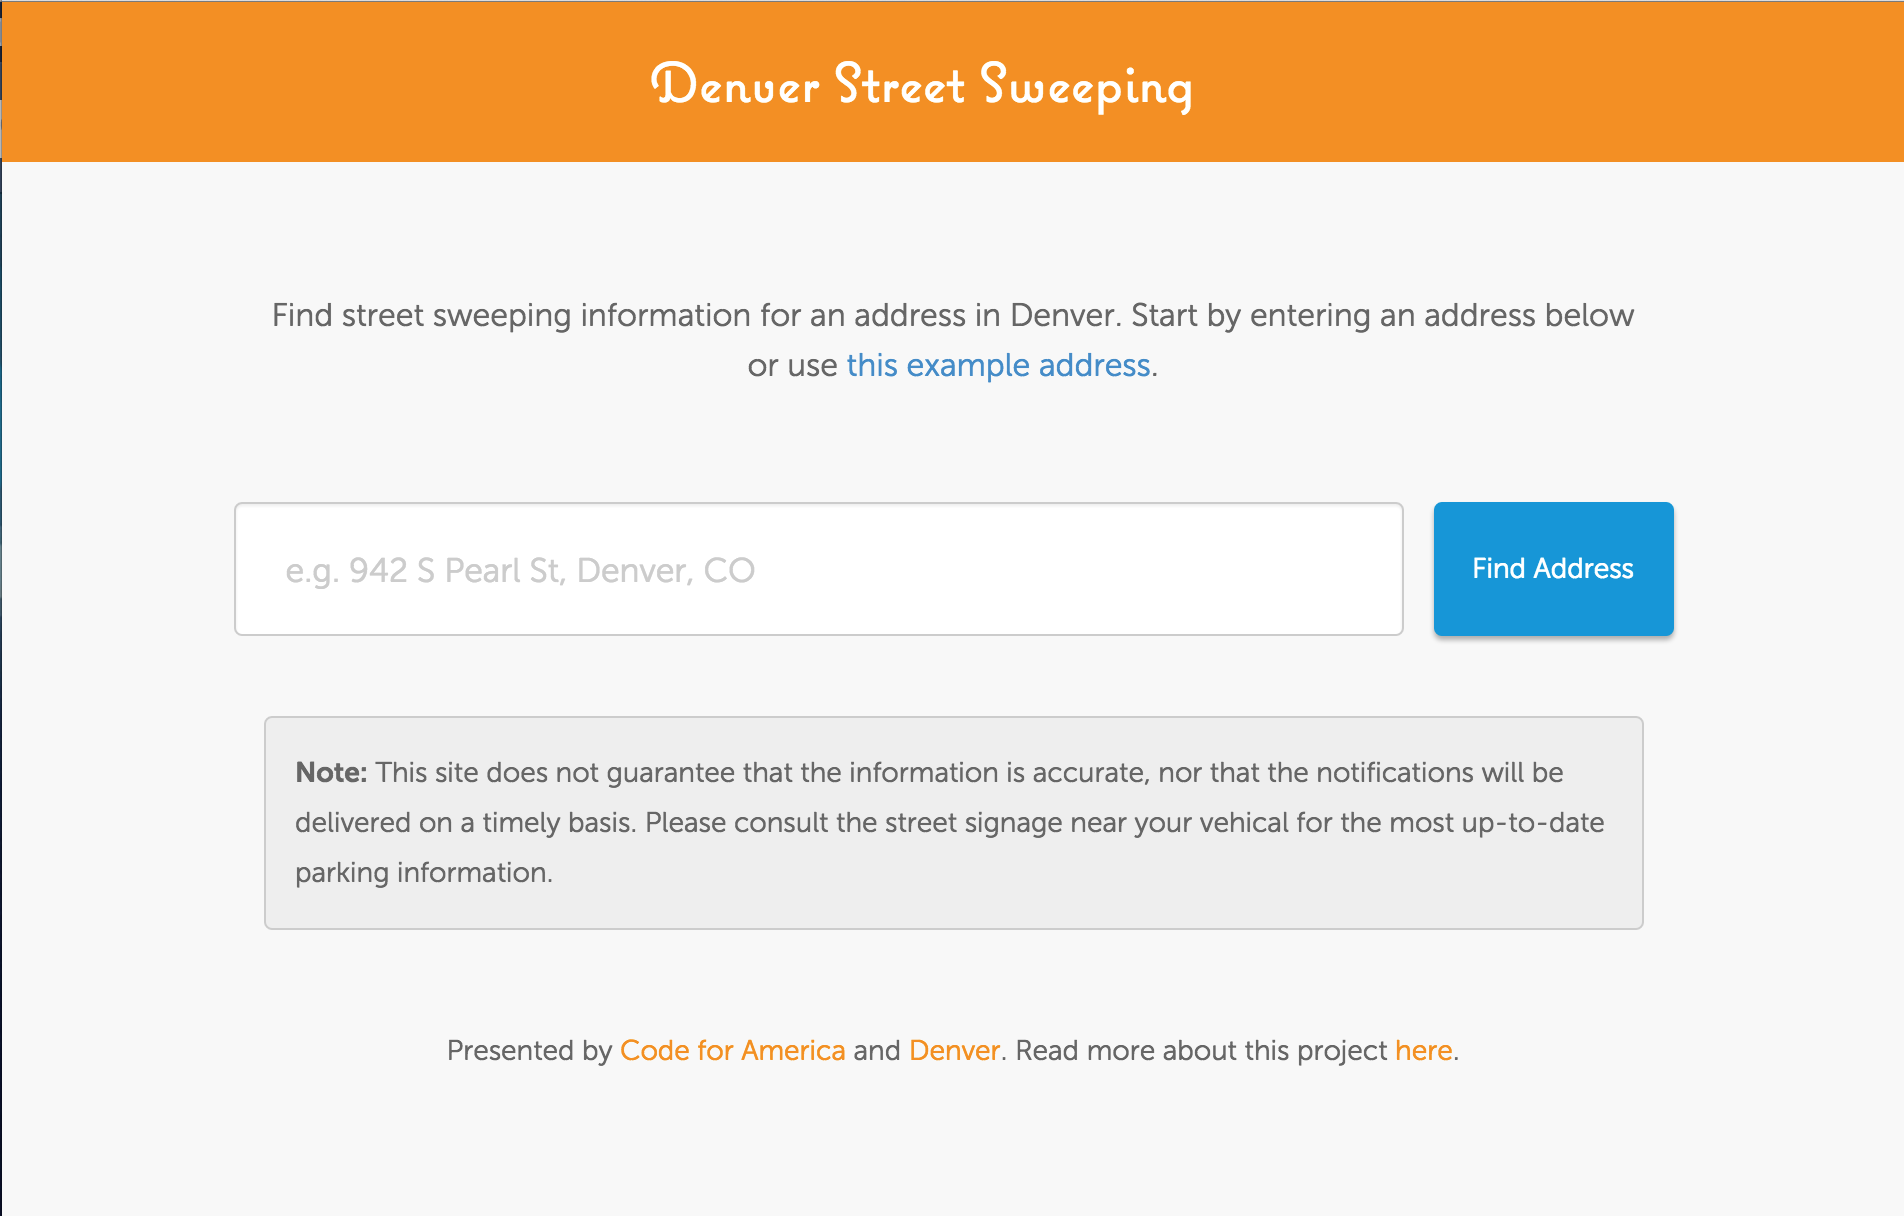 Denver Street Sweeping
Find street sweeping information for an address in Denver. Start by entering an address below
or use this example address.
e.g. 942 S Pearl St, Denver, CO
Find Address
Note: This site does not guarantee that the information is accurate, nor that the notifications will be
delivered on a timely basis. Please consult the street signage near your vehical for the most up-to-date
parking information.
Presented by Code for America and Denver. Read more about this project here.